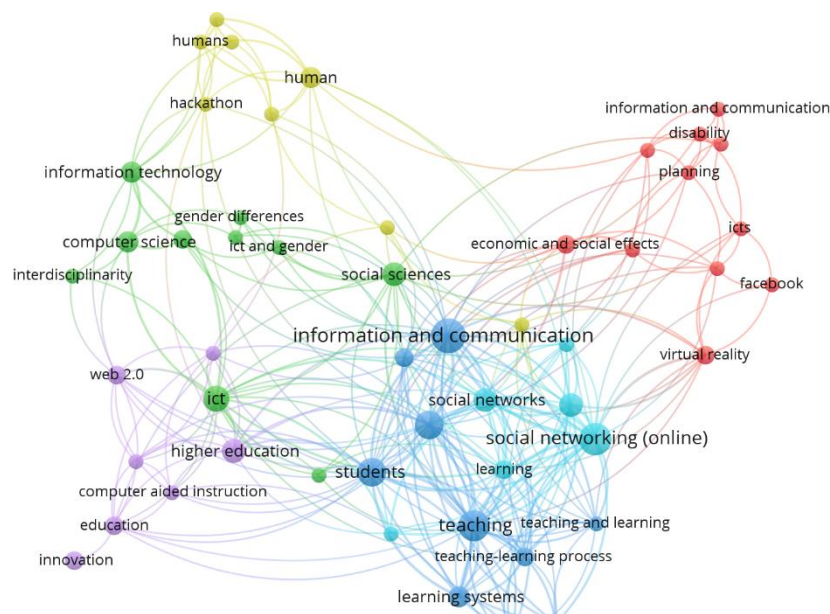 humans
human
hackathon
information and communication
disability
planning
information technology
gender differences
computer science
ict and gender
economic and social effects
icts
interdisciplinarity
social sciences
facebook
information and communication
virtual reality
web 2.0
ict
social networks
higher education
social networking (online)
students
learning
computer aided instruction
education
teaching
teaching and learning
innovation
teaching-learning process
learning systems